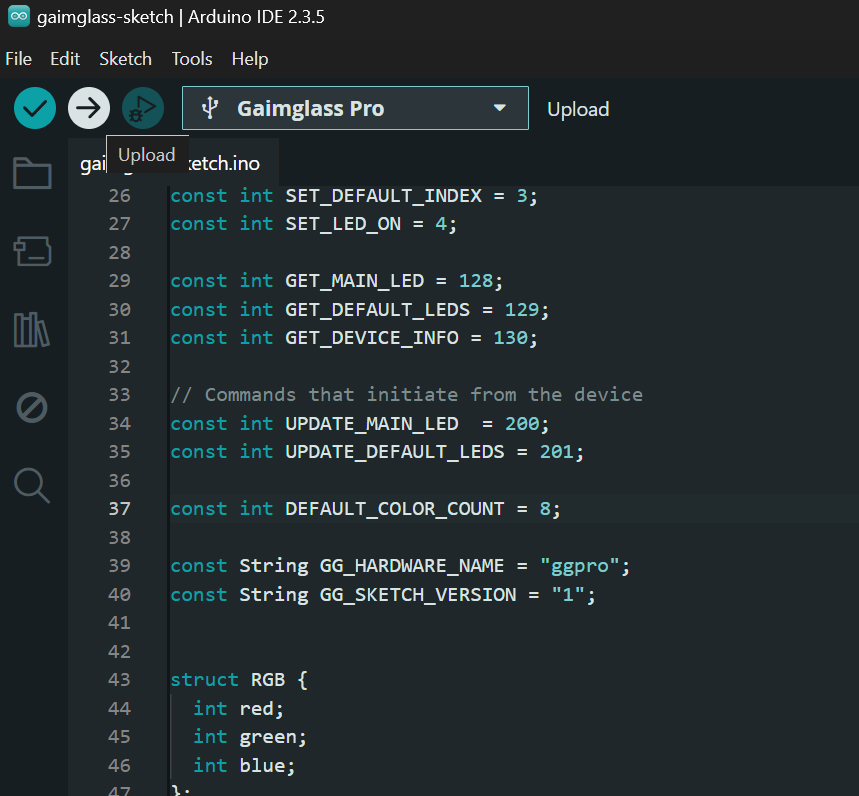 gaimglass-sketch | Arduino IDE 2.3.5
File Edit Sketch Tools Help
Gaimglass Pro Upload
Upload
gai etch.ino
26 const int SET_DEFAULT_INDEX = 3;
27 const int SET_LED_ON = 4;
28
29 const int GET_MAIN_LED = 128;
30 const int GET_DEFAULT_LEDS = 129;
31 const int GET_DEVICE_INFO = 130;
32
33 // Commands that initiate from the device
34 const int UPDATE_MAIN_LED  = 200;
35 const int UPDATE_DEFAULT_LEDS = 201;
36
37 const int DEFAULT_COLOR_COUNT = 8;
38
39 const String GG_HARDWARE_NAME = "ggpro";
40 const String GG_SKETCH_VERSION = "1";
41
42
43 struct RGB {
44   int red;
45   int green;
46   int blue;
47 };